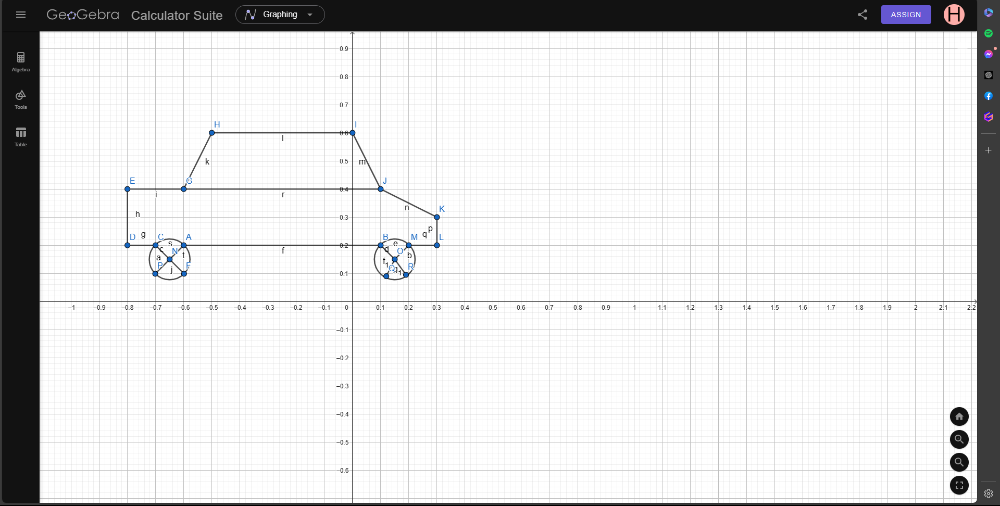 GeoGebra Calculator Suite Graphing ASSIGN H
Algebra
Tools
Table
0.9
0.8
0.7
H I
0.6
l
k 0.5 m
E G J
0.4
i r n
h K
0.3
p
D g C A B M q L
s e
0.2
c N f d O
a t f₁ b
P j F Q g₁ R
0.1
–1 –0.9 –0.8 –0.7 –0.6 –0.5 –0.4 –0.3 –0.2 –0.1 0 0.1 0.2 0.3 0.4 0.5 0.6 0.7 0.8 0.9 1 1.1 1.2 1.3 1.4 1.5 1.6 1.7 1.8 1.9 2 2.1 2.2
–0.1
–0.2
–0.3
–0.4
–0.5
–0.6